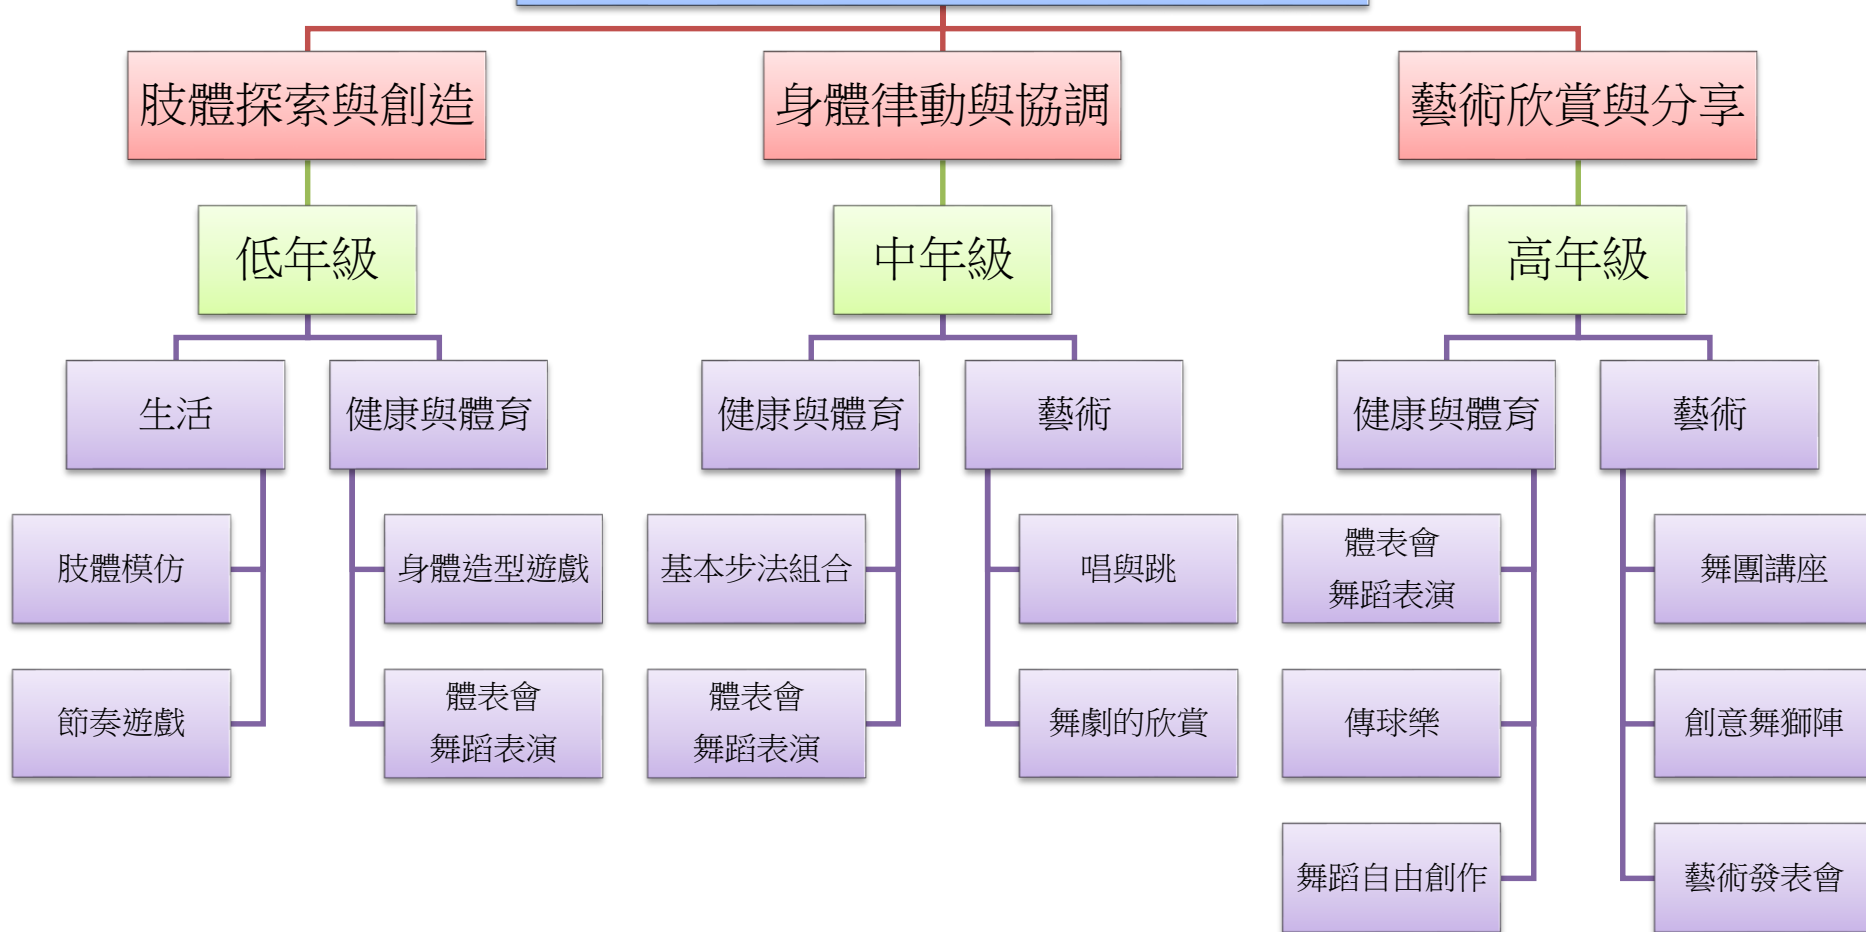 肢體探索與創造
身體律動與協調
藝術欣賞與分享
低年級
中年級
高年級
生活
健康與體育
健康與體育
藝術
健康與體育
藝術
肢體模仿
身體造型遊戲
基本步法組合
唱與跳
體表會
舞蹈表演
舞團講座
節奏遊戲
體表會
舞蹈表演
體表會
舞蹈表演
舞劇的欣賞
傳球樂
創意舞獅陣
舞蹈自由創作
藝術發表會